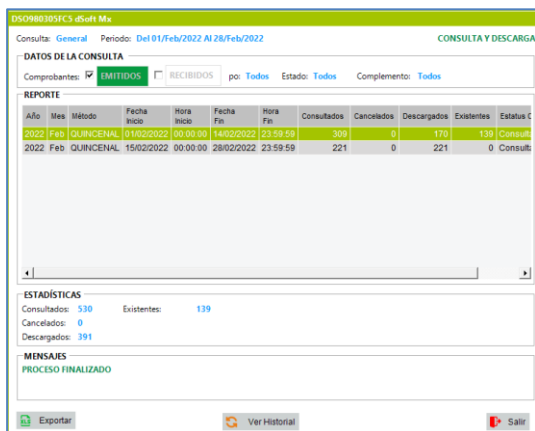 DSO980305FC5 dSoft Mx
Consulta: General Periodo: Del 01/Feb/2022 Al 28/Feb/2022 CONSULTA Y DESCARGA
DATOS DE LA CONSULTA
Comprobantes: EMITIDOS RECIBIDOS po: Todos Estado: Todos Complemento: Todos
REPORTE
Año Mes Método Fecha Inicio Hora Inicio Fecha Fin Hora Fin Consultados Cancelados Descargados Existentes Estatus C
2022 Feb QUINCENAL 01/02/2022 00:00:00 14/02/2022 23:59:59 309 0 170 139 Consulta
2022 Feb QUINCENAL 15/02/2022 00:00:00 28/02/2022 23:59:59 221 0 221 0 Consulta
ESTADÍSTICAS
Consultados: 530 Existentes: 139
Cancelados: 0
Descargados: 391
MENSAJES
PROCESO FINALIZADO
Exportar Ver Historial Salir